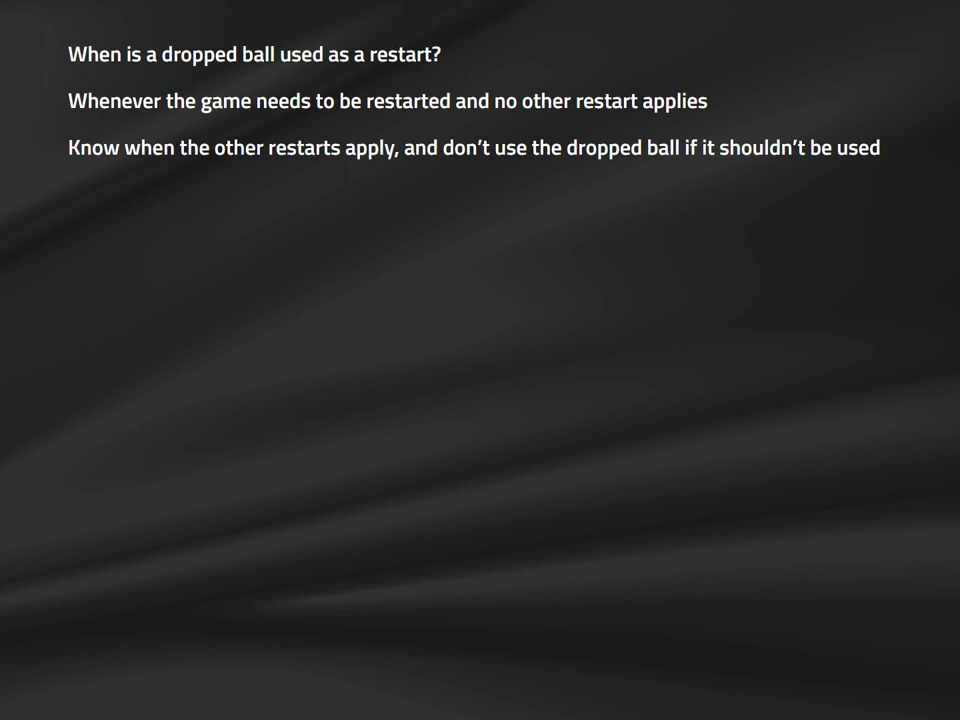 When is a dropped ball used as a restart?
Whenever the game needs to be restarted and no other restart applies
Know when the other restarts apply, and don’t use the dropped ball if it shouldn’t be used